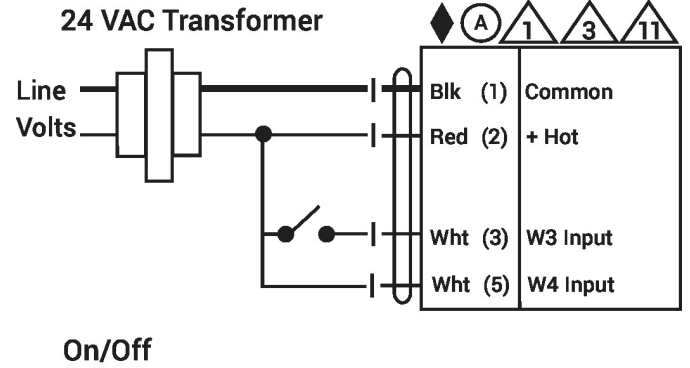 24 VAC Transformer
A 1 3 11
Line
Volts
Blk (1) Common
Red (2) + Hot
Wht (3) W3 Input
Wht (5) W4 Input
On/Off